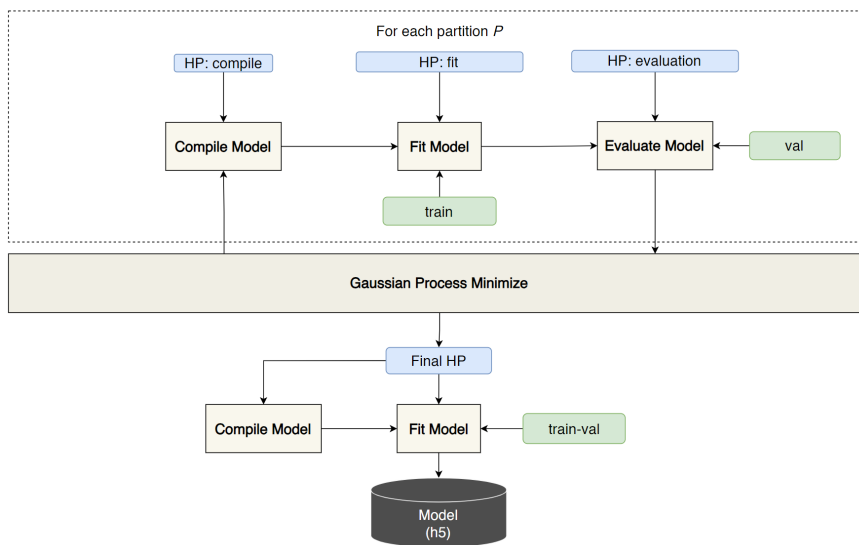 For each partition P
HP: compile
HP: fit
HP: evaluation
Compile Model
Fit Model
Evaluate Model
val
train
Gaussian Process Minimize
Final HP
Compile Model
Fit Model
train-val
Model
(h5)